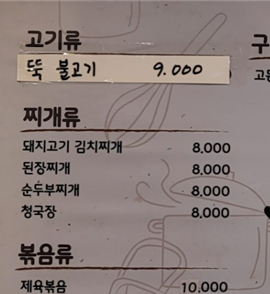 고기류
뚝 불고기 9.000
찌개류
돼지고기 김치찌개 8,000
된장찌개 8,000
순두부찌개 8,000
청국장 8,000
볶음류
제육볶음 10,000
구
고등